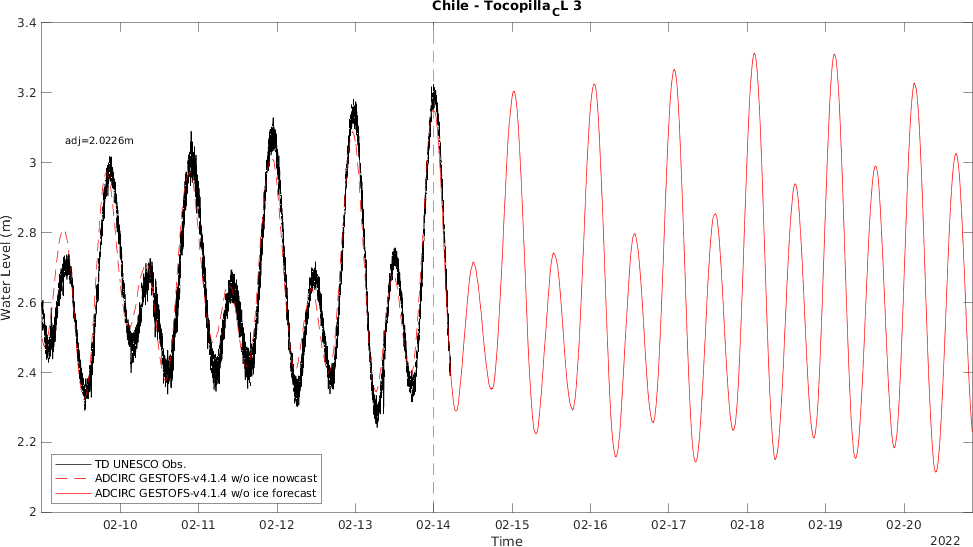 Chile - Tocopilla_CL 3
3.4
3.2
3
2.8
2.6
2.4
2.2
2
Water Level (m)
adj=2.0226m
TD UNESCO Obs.
ADCIRC GESTOFS-v4.1.4 w/o ice nowcast
ADCIRC GESTOFS-v4.1.4 w/o ice forecast
02-10 02-11 02-12 02-13 02-14 02-15 02-16 02-17 02-18 02-19 02-20
Time
2022